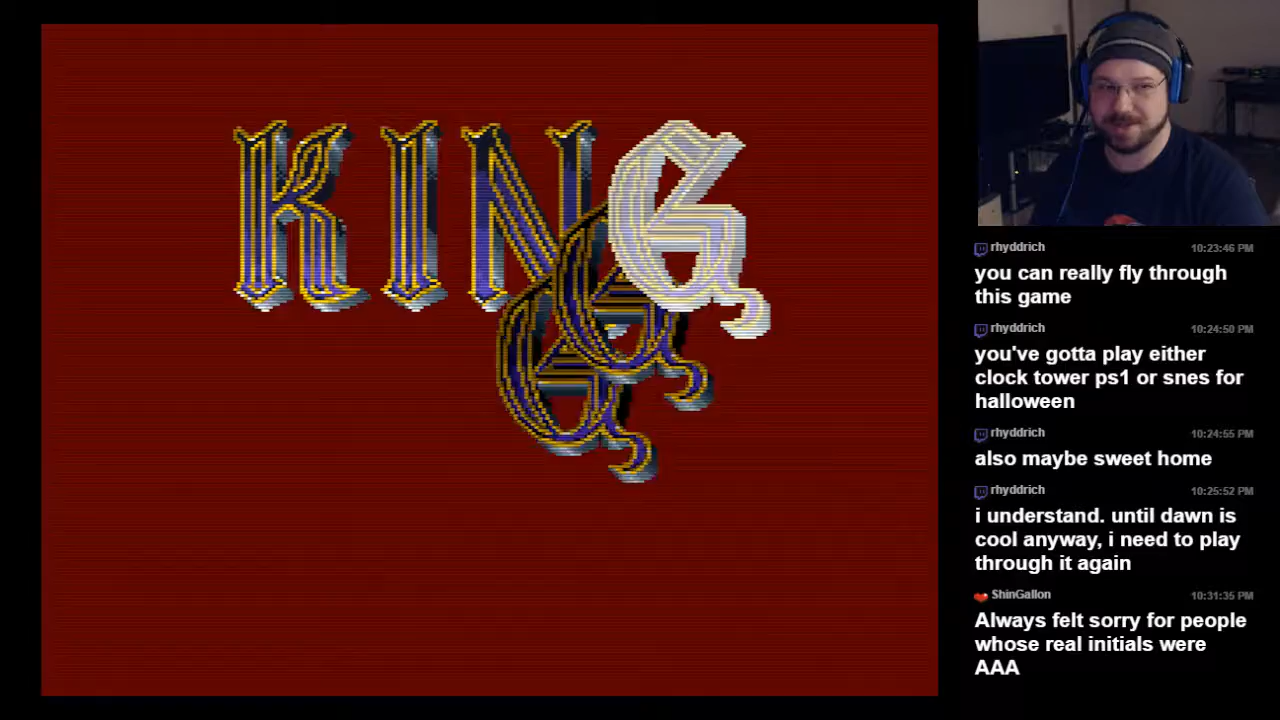 KING
rhyddrich 10:23:46 PM
you can really fly through
this game
rhyddrich 10:24:50 PM
you've gotta play either
clock tower ps1 or snes for
halloween
rhyddrich 10:24:55 PM
also maybe sweet home
rhyddrich 10:25:52 PM
i understand. until dawn is
cool anyway, i need to play
through it again
ShinGallon 10:31:35 PM
Always felt sorry for people
whose real initials were
AAA